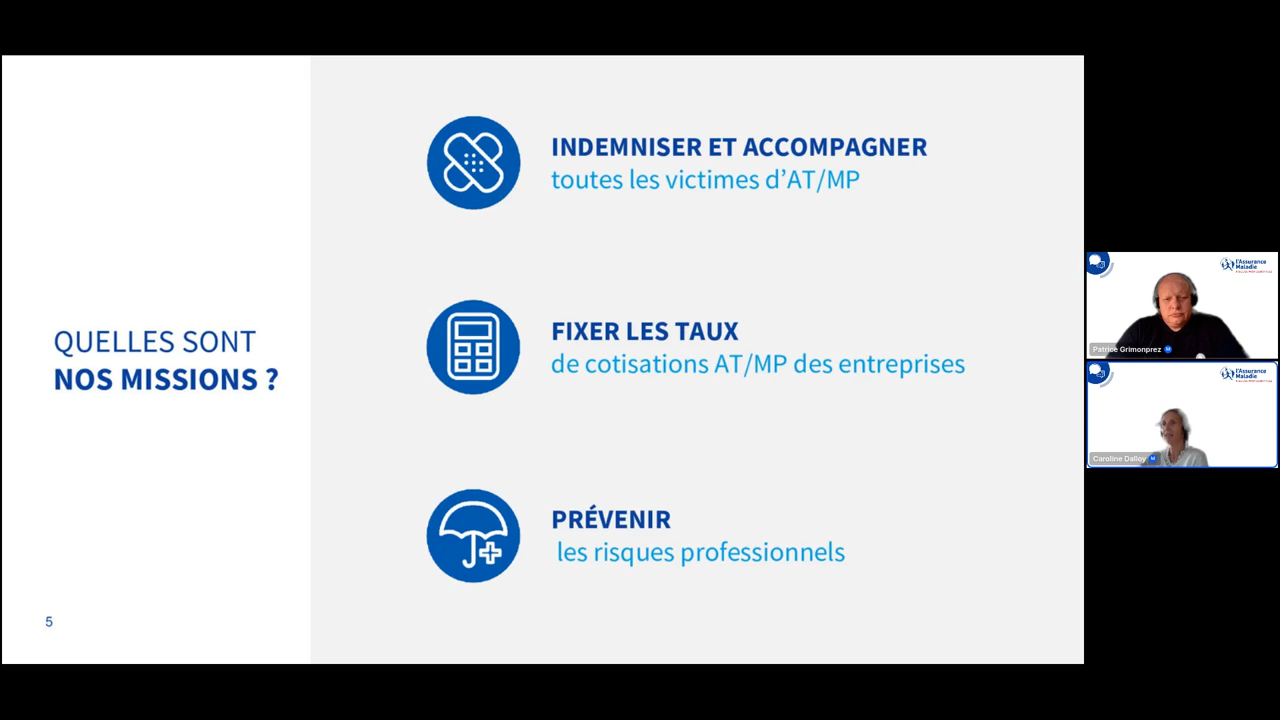 QUELLES SONT
NOS MISSIONS ?
INDEMNISER ET ACCOMPAGNER
toutes les victimes d’AT/MP
FIXER LES TAUX
de cotisations AT/MP des entreprises
PRÉVENIR
les risques professionnels
5
l'Assurance
Maladie
Patrice Grimonprez
M
l'Assurance
Maladie
Caroline Dalloy
M